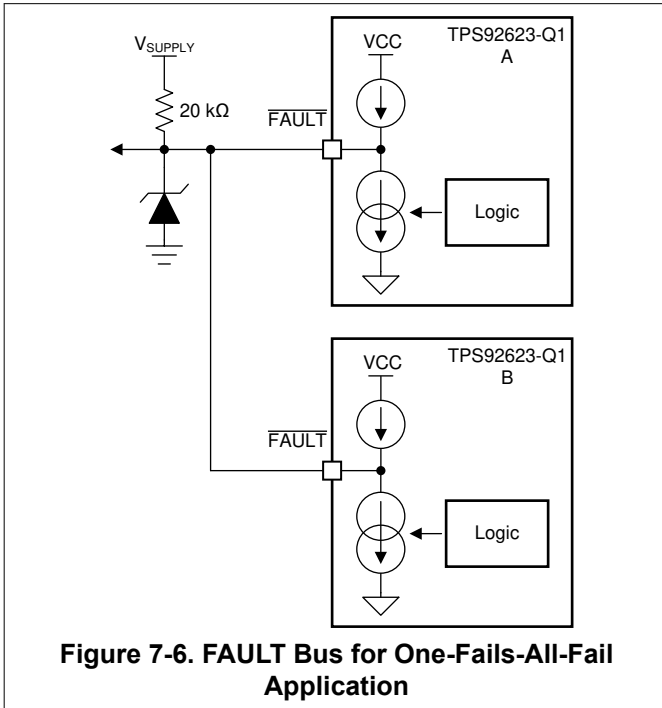 V_SUPPLY
20 kΩ
FAULT
VCC
TPS92623-Q1
A
Logic
FAULT
VCC
TPS92623-Q1
B
Logic
Figure 7-6. FAULT Bus for One-Fails-All-Fail
Application